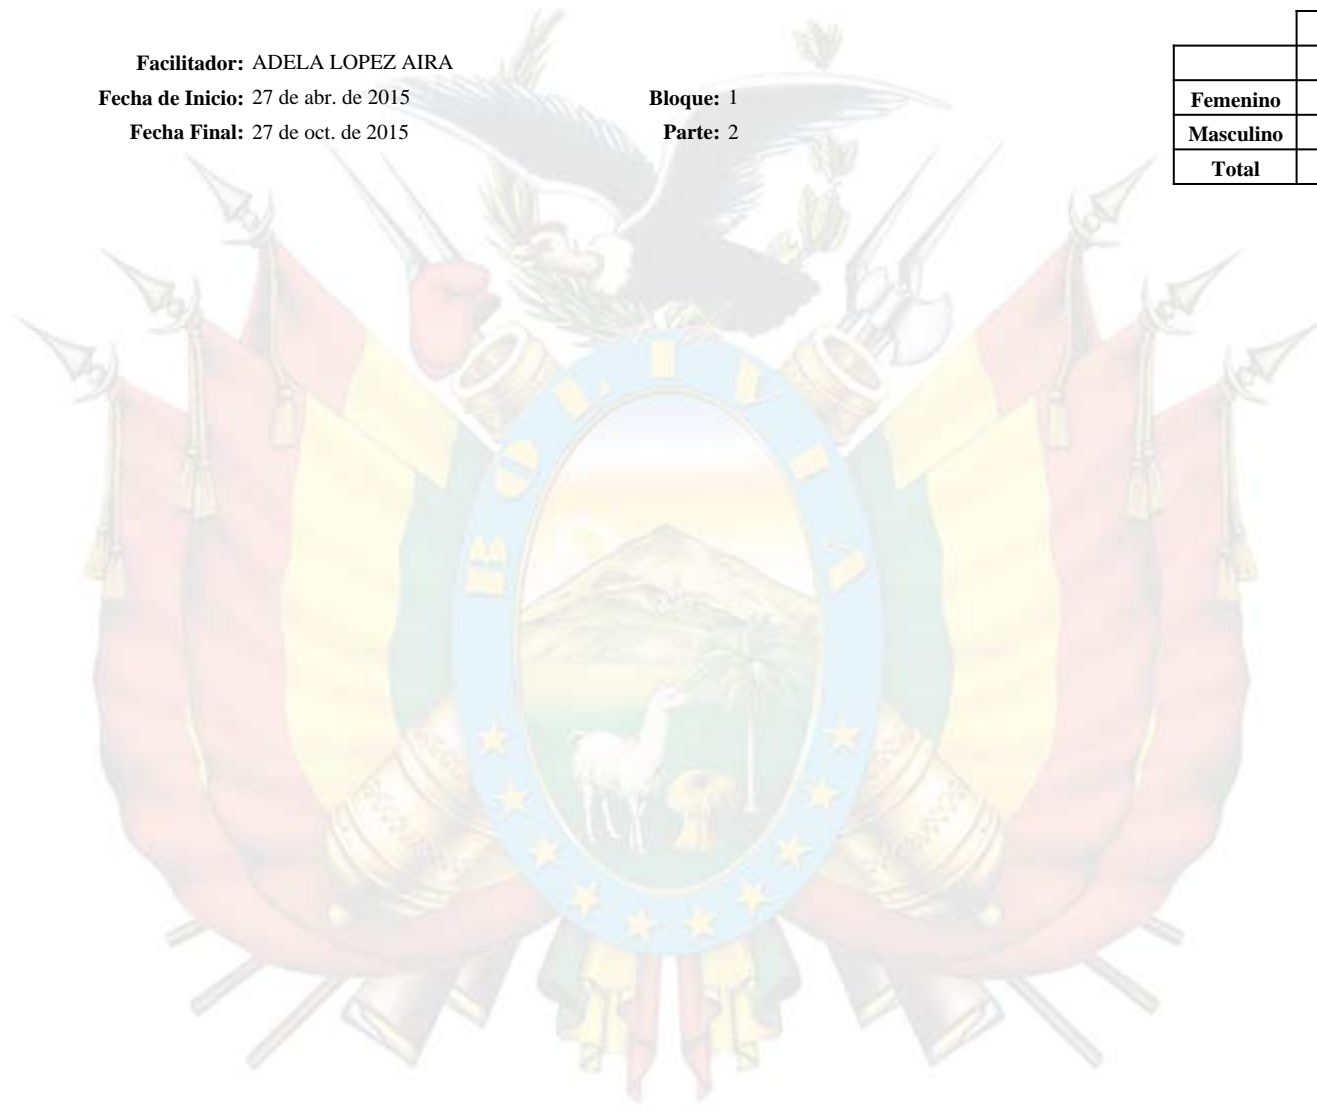 Facilitador: ADELA LOPEZ AIRA
Fecha de Inicio: 27 de abr. de 2015 Bloque: 1
Fecha Final: 27 de oct. de 2015 Parte: 2
Femenino
Masculino
Total
BOLIVIA